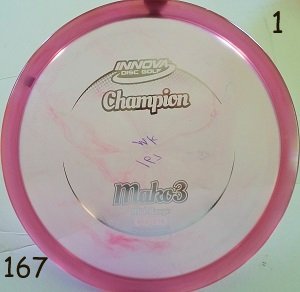 1
INNOVA
DISC GOLF
Champion
Mako3
167